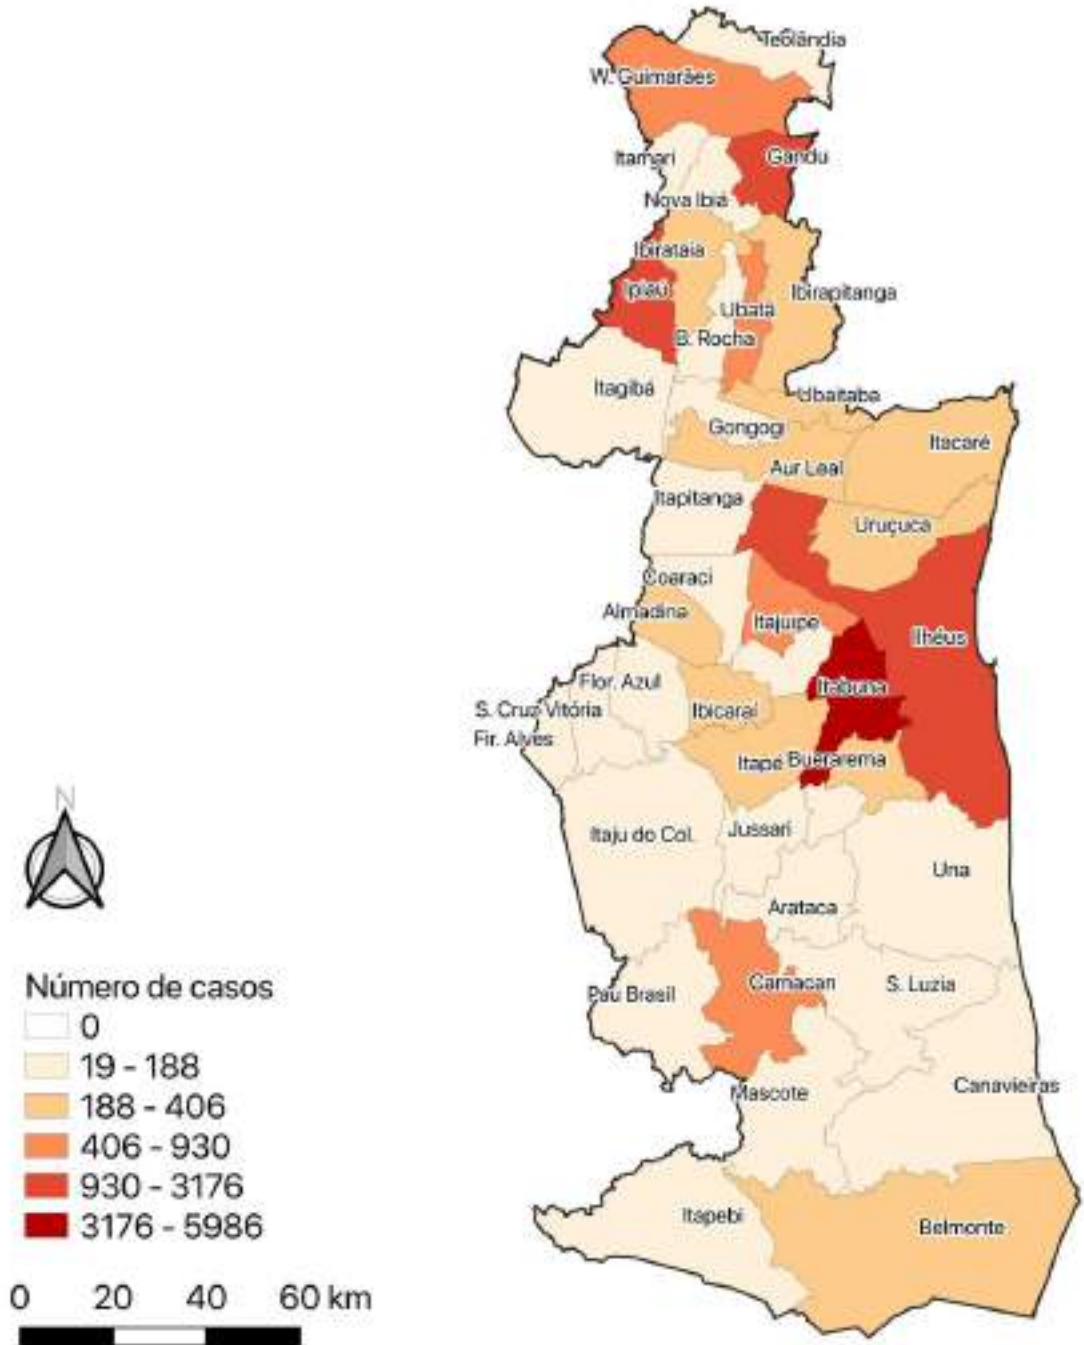 Teolândia
W. Guimarães
Itamari
Gandu
Nova Ibiá
Ibirataia
Ipiaú
Ibirapitanga
Ubatã
B. Rocha
Itagibá
Ubaitaba
Gongogi
Itacaré
Aur Leal
Itapitanga
Uruçuca
Coaraci
Almadina
Itajuipe
Ilhéus
Flor. Azul
Itabuna
S. Cruz Vitória
Ibicaraí
Fir. Alves
Itapé
Buerarema
Itaju do Col.
Jussari
Una
Arataca
Pau Brasil
Camacan
S. Luzia
Canavieiras
Mascote
Itapebi
Belmonte
N
Número de casos
0
19 - 188
188 - 406
406 - 930
930 - 3176
3176 - 5986
0 20 40 60 km